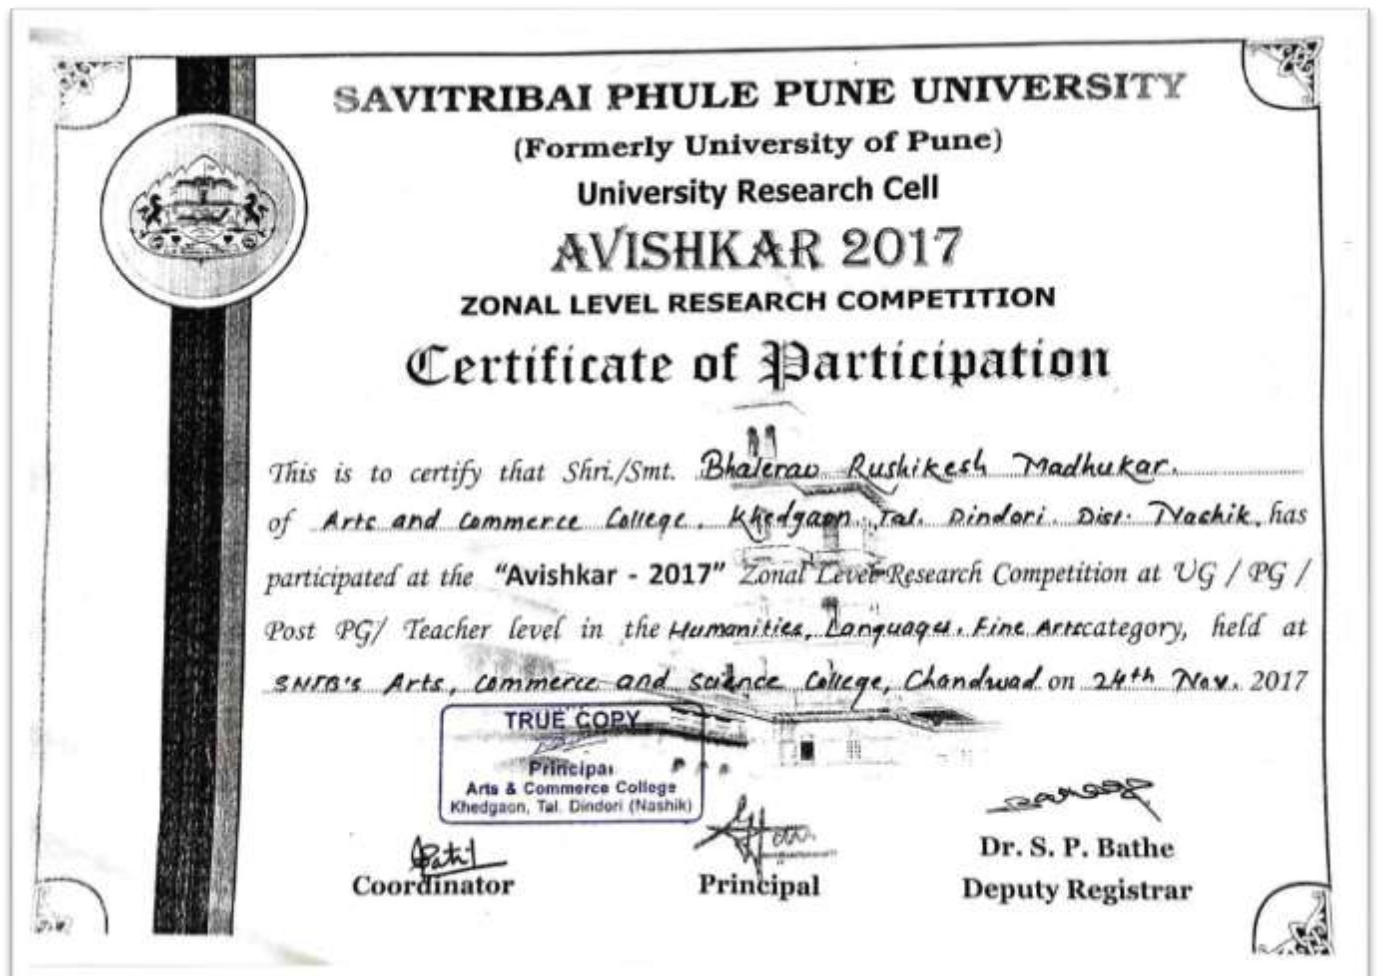 SAVITRIBAI PHULE PUNE UNIVERSITY
(Formerly University of Pune)
University Research Cell
AVISHKAR 2017
ZONAL LEVEL RESEARCH COMPETITION
Certificate of Participation
This is to certify that Shri./Smt. Bhalerao Rushikesh Madhukar.
of Arts and Commerce College, Khedgaon Tal. Dindori. Dist. Nashik, has
participated at the "Avishkar - 2017" Zonal Level Research Competition at UG / PG /
Post PG/ Teacher level in the Humanities, Languages, Fine Arts category, held at
SNJB's Arts, Commerce and Science College, Chandwad on 24th Nov. 2017
TRUE COPY
Principal
Arts & Commerce College
Khedgaon, Tal. Dindori (Nashik)
Patil
Coordinator
Principal
Dr. S. P. Bathe
Deputy Registrar